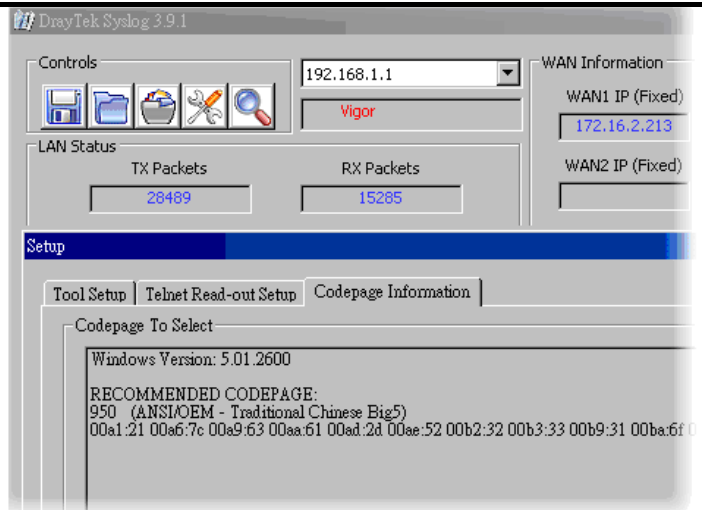 DrayTek Syslog 3.9.1
Controls
192.168.1.1
Vigor
WAN Information
WAN1 IP (Fixed)
172.16.2.213
LAN Status
TX Packets
RX Packets
WAN2 IP (Fixed)
28489
15285
Setup
Tool Setup
Telnet Read-out Setup
Codepage Information
Codepage To Select
Windows Version: 5.01.2600
RECOMMENDED CODEPAGE:
950 (ANSI/OEM - Traditional Chinese Big5)
00a1:21 00a6:7c 00a9:63 00aa:61 00ad:2d 00ae:52 00b2:32 00b3:33 00b9:31 00ba:6f 0